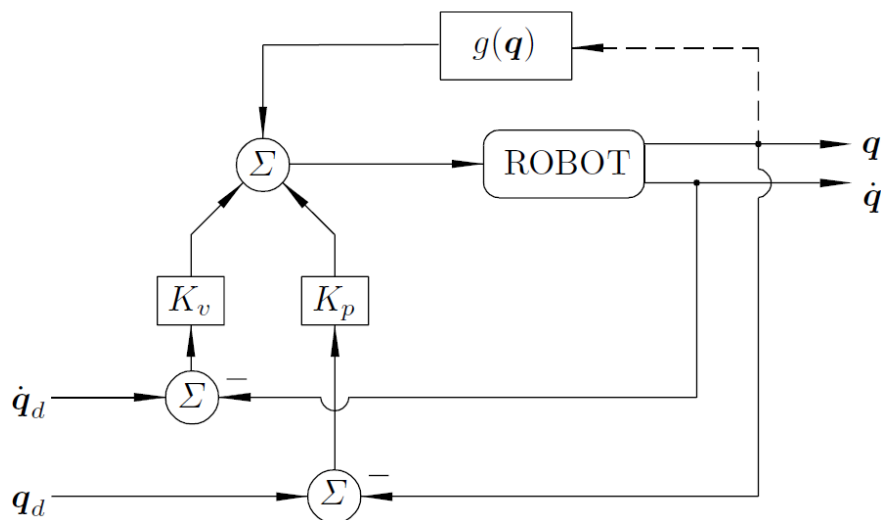 g(q)
Σ ROBOT q
q̇
K_v K_p
q̇_d Σ −
q_d Σ −